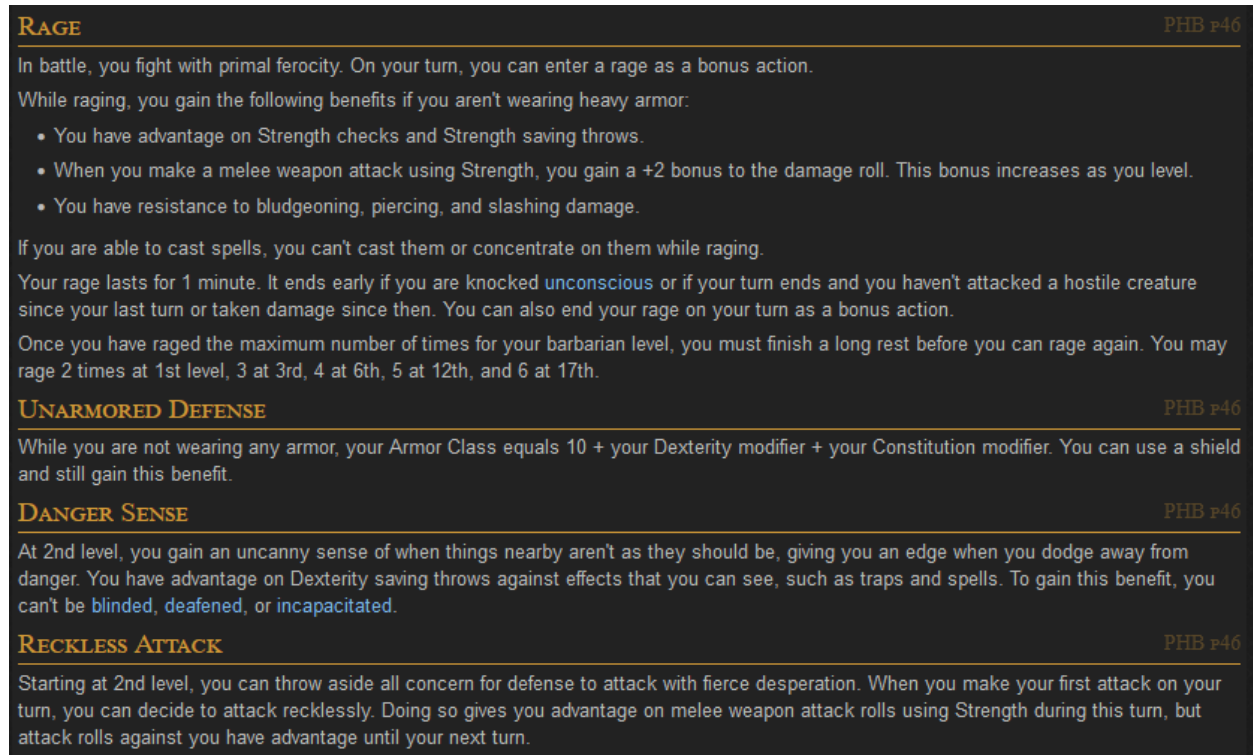 RAGE PHB P46
In battle, you fight with primal ferocity. On your turn, you can enter a rage as a bonus action.
While raging, you gain the following benefits if you aren't wearing heavy armor:
• You have advantage on Strength checks and Strength saving throws.
• When you make a melee weapon attack using Strength, you gain a +2 bonus to the damage roll. This bonus increases as you level.
• You have resistance to bludgeoning, piercing, and slashing damage.
If you are able to cast spells, you can't cast them or concentrate on them while raging.
Your rage lasts for 1 minute. It ends early if you are knocked unconscious or if your turn ends and you haven't attacked a hostile creature
since your last turn or taken damage since then. You can also end your rage on your turn as a bonus action.
Once you have raged the maximum number of times for your barbarian level, you must finish a long rest before you can rage again. You may
rage 2 times at 1st level, 3 at 3rd, 4 at 6th, 5 at 12th, and 6 at 17th.
UNARMORED DEFENSE PHB P46
While you are not wearing any armor, your Armor Class equals 10 + your Dexterity modifier + your Constitution modifier. You can use a shield
and still gain this benefit.
DANGER SENSE PHB P46
At 2nd level, you gain an uncanny sense of when things nearby aren't as they should be, giving you an edge when you dodge away from
danger. You have advantage on Dexterity saving throws against effects that you can see, such as traps and spells. To gain this benefit, you
can't be blinded, deafened, or incapacitated.
RECKLESS ATTACK PHB P46
Starting at 2nd level, you can throw aside all concern for defense to attack with fierce desperation. When you make your first attack on your
turn, you can decide to attack recklessly. Doing so gives you advantage on melee weapon attack rolls using Strength during this turn, but
attack rolls against you have advantage until your next turn.